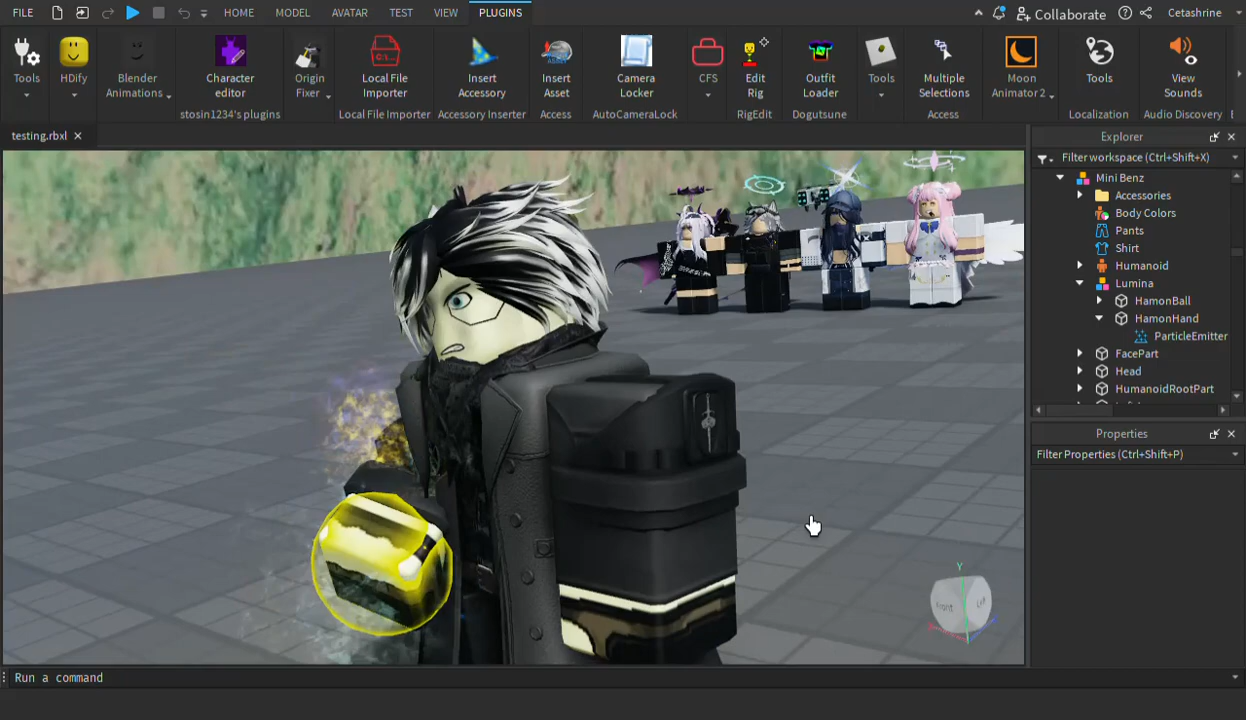 FILE HOME MODEL AVATAR TEST VIEW PLUGINS Collaborate Cetashrine
Tools HDify Blender Animations Character editor Origin Fixer Local File Importer Insert Accessory Insert Asset Camera Locker CFS Edit Rig Outfit Loader Tools Multiple Selections Moon Animator 2 Tools View Sounds
stosin1234's plugins Local File Importer Accessory Inserter Access AutoCameraLock RigEdit Dogutsune Access Localization Audio Discovery
testing.rbxl
Explorer
Filter workspace (Ctrl+Shift+X)
Mini Benz
Accessories
Body Colors
Pants
Shirt
Humanoid
Lumina
HamonBall
HamonHand
ParticleEmitter
FacePart
Head
HumanoidRootPart
Properties
Filter Properties (Ctrl+Shift+P)
Y
Front
Run a command